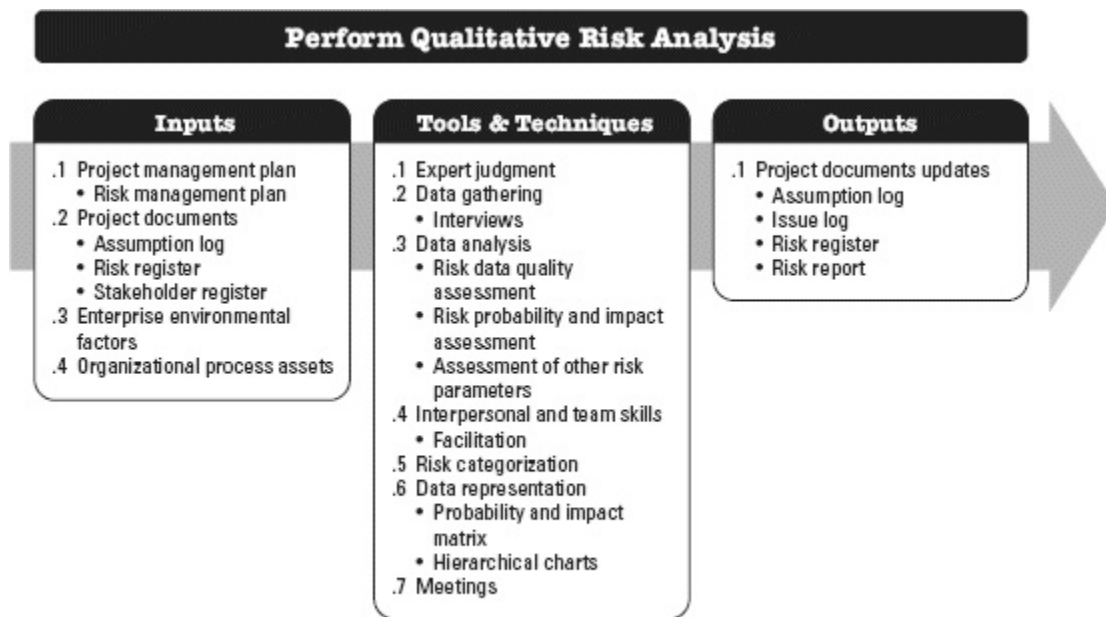 Perform Qualitative Risk Analysis
Inputs
.1 Project management plan
• Risk management plan
.2 Project documents
• Assumption log
• Risk register
• Stakeholder register
.3 Enterprise environmental
factors
.4 Organizational process assets
Tools & Techniques
.1 Expert judgment
.2 Data gathering
• Interviews
.3 Data analysis
• Risk data quality
assessment
• Risk probability and impact
assessment
• Assessment of other risk
parameters
.4 Interpersonal and team skills
• Facilitation
.5 Risk categorization
.6 Data representation
• Probability and impact
matrix
• Hierarchical charts
.7 Meetings
Outputs
.1 Project documents updates
• Assumption log
• Issue log
• Risk register
• Risk report